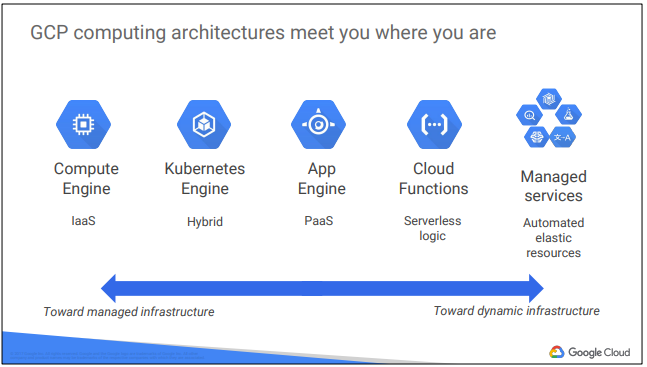 GCP computing architectures meet you where you are
Compute
Engine
IaaS
Kubernetes
Engine
Hybrid
App
Engine
PaaS
Cloud
Functions
Serverless
logic
Managed
services
Automated
elastic
resources
Toward managed infrastructure
Toward dynamic infrastructure
Google Cloud